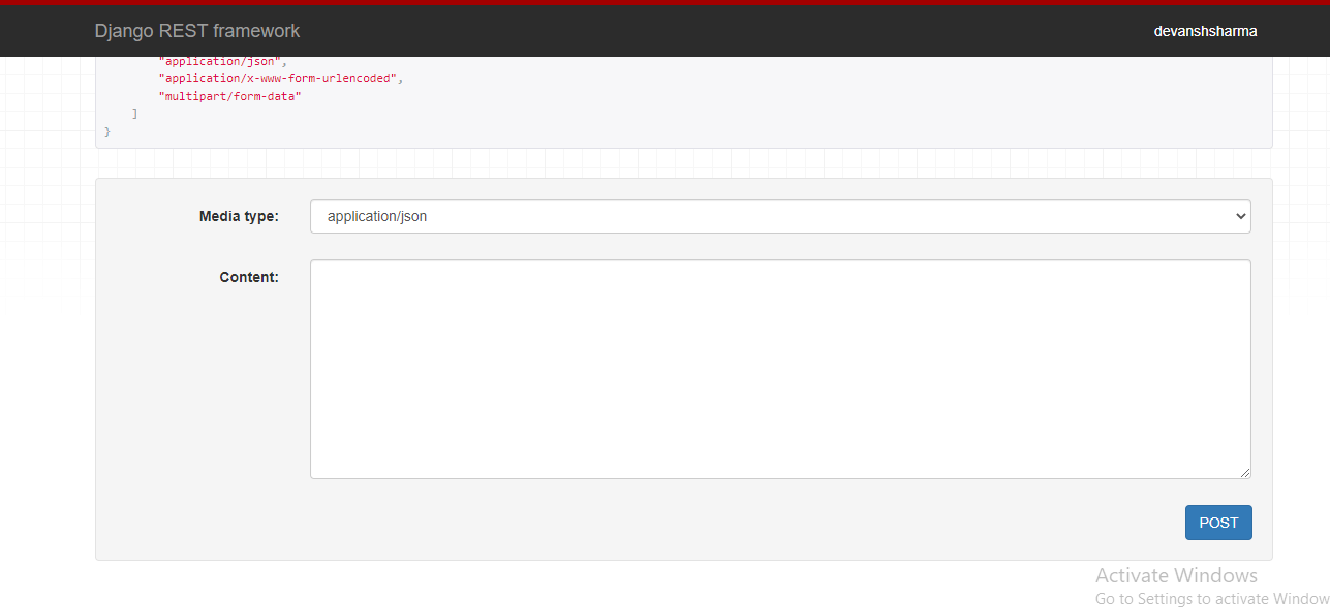 Django REST framework
devanshsharma
"application/json",
"application/x-www-form-urlencoded",
"multipart/form-data"
]
}
Media type:
application/json
Content:
POST
Activate Windows
Go to Settings to activate Window